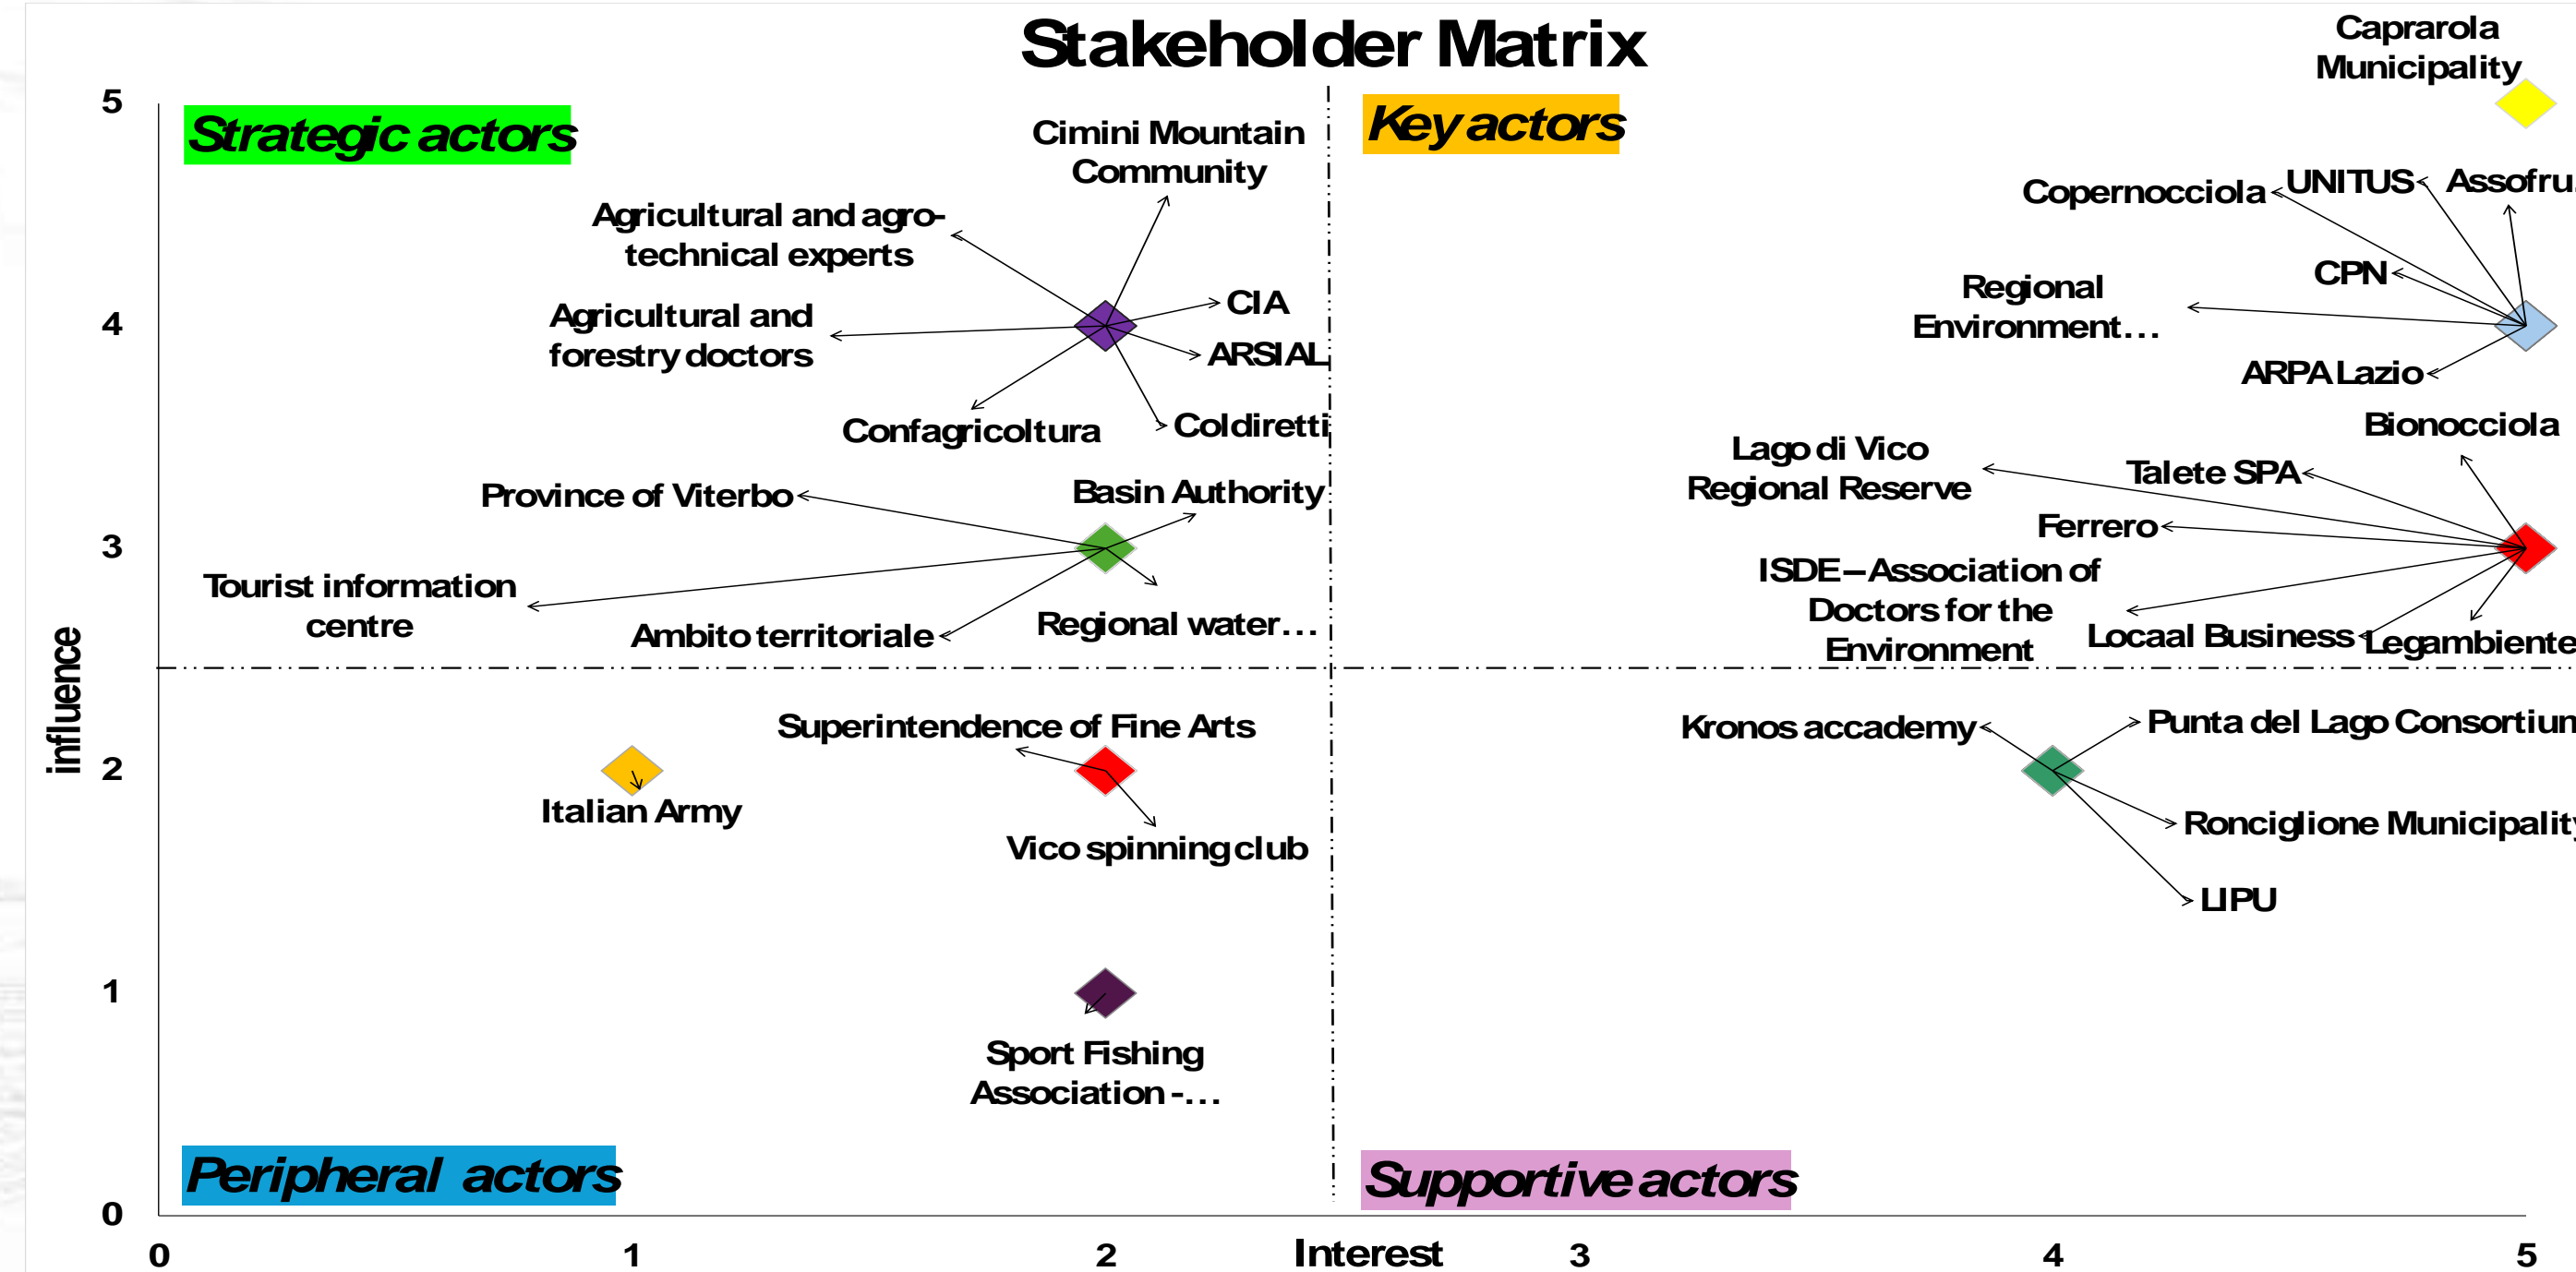 Stakeholder Matrix
Caprarola
Municipality
5
Strategic actors
Key actors
Cimini Mountain
Community
Copernocciola
UNITUS
Assofru
Agricultural and agro-
technical experts
CPN
Regional
Environment...
CIA
4
Agricultural and
forestry doctors
ARSIAL
ARPA Lazio
Confagricoltura
Coldiretti
Bionocciola
Lago di Vico
Regional Reserve
Talete SPA
Province of Viterbo
Basin Authority
Ferrero
3
ISDE–Association of
Doctors for the
Environment
Tourist information
centre
Ambito territoriale
Regional water...
Locaal Business
Legambiente
influence
Superintendence of Fine Arts
Kronos accademy
Punta del Lago Consortium
2
Italian Army
Vico spinning club
Ronciglione Municipality
LIPU
1
Sport Fishing
Association -...
Peripheral actors
Supportive actors
0
0 1 2 Interest 3 4 5